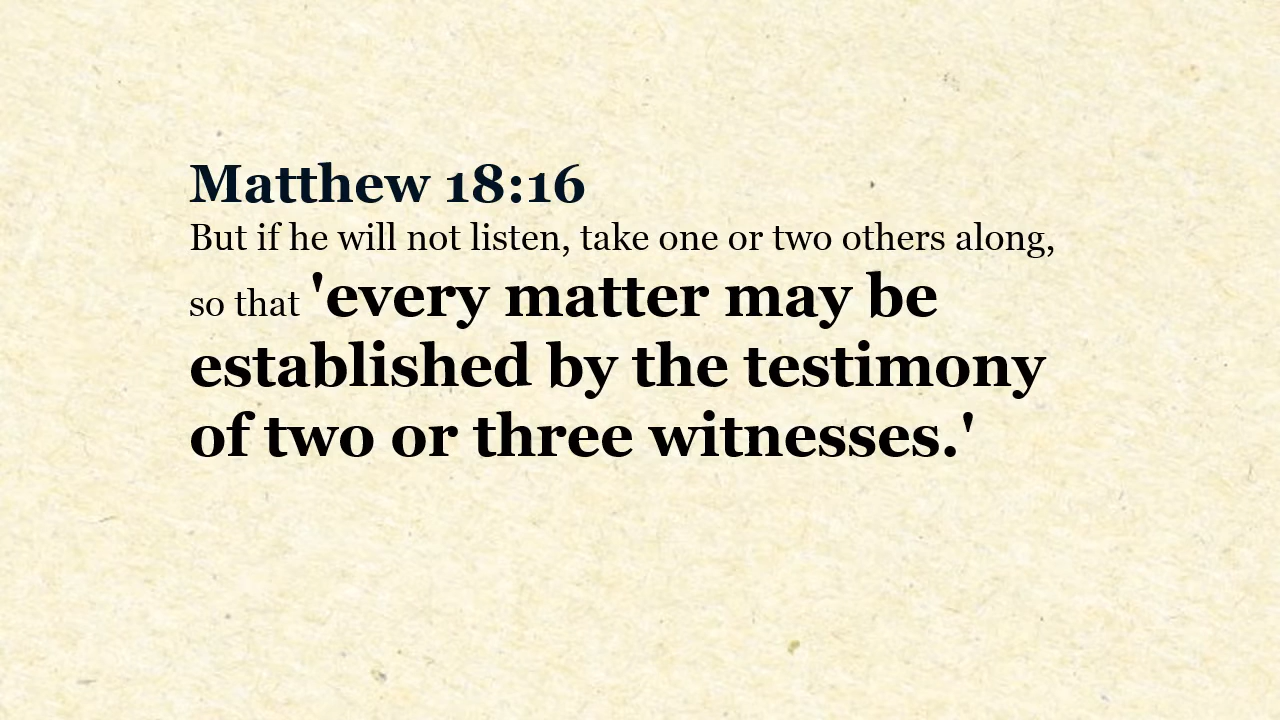 Matthew 18:16
But if he will not listen, take one or two others along,
so that 'every matter may be
established by the testimony
of two or three witnesses.'